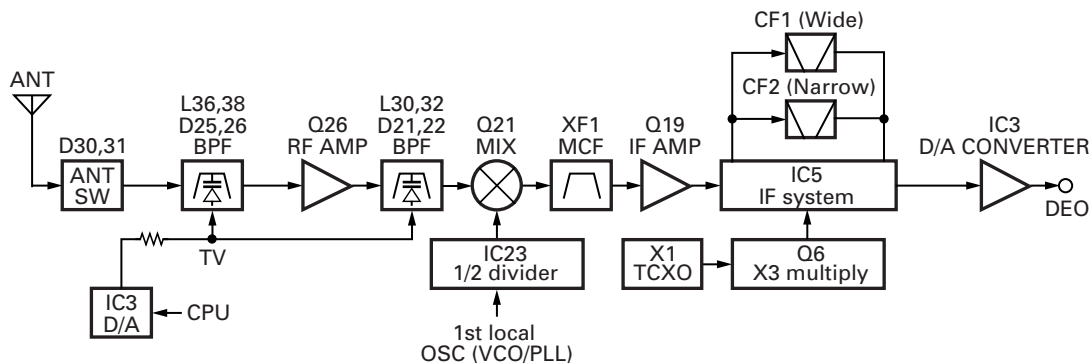 CF1 (Wide)
CF2 (Narrow)
ANT
L36,38
D25,26
BPF
L30,32
D21,22
BPF
Q26
RF AMP
Q21
MIX
XF1
MCF
Q19
IF AMP
IC3
D/A CONVERTER
D30,31
ANT
SW
IC5
IF system
DEO
TV
IC23
1/2 divider
X1
TCXO
Q6
X3 multiply
IC3
D/A
CPU
1st local
OSC (VCO/PLL)